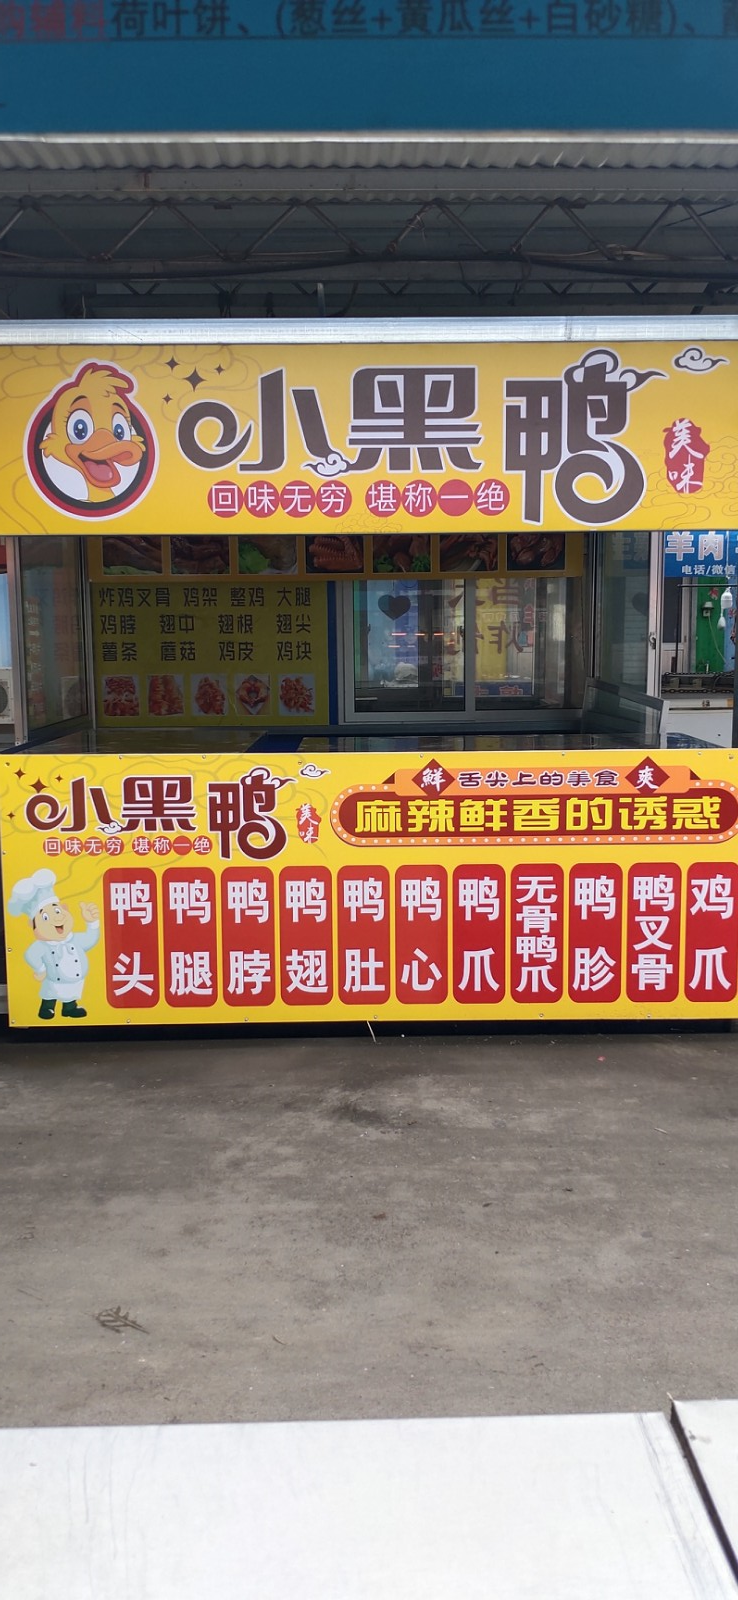 购辅料荷叶饼、(葱丝+黄瓜丝+白砂糖)、
小黑鸭
美味
回味无穷 堪称一绝
羊肉
电话/微信
炸鸡叉骨 鸡架 整鸡 大腿
鸡脖 翅中 翅根 翅尖
薯条 蘑菇 鸡皮 鸡块
小黑鸭
美味
回味无穷 堪称一绝
鲜 舌尖上的美食 爽
麻辣鲜香的诱惑
鸭头
鸭腿
鸭脖
鸭翅
鸭肚
鸭心
鸭爪
无骨鸭爪
鸭胗
鸭叉骨
鸡爪